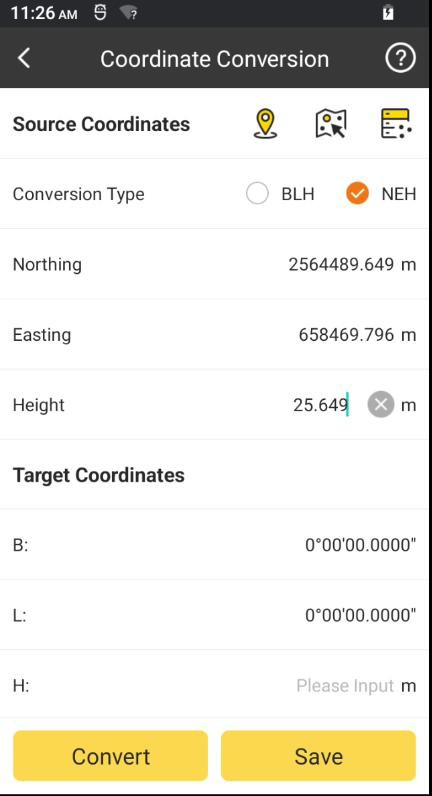 11:26 AM
Coordinate Conversion
Source Coordinates
Conversion Type BLH NEH
Northing 2564489.649 m
Easting 658469.796 m
Height 25.649 m
Target Coordinates
B: 0°00'00.0000"
L: 0°00'00.0000"
H: Please Input m
Convert Save